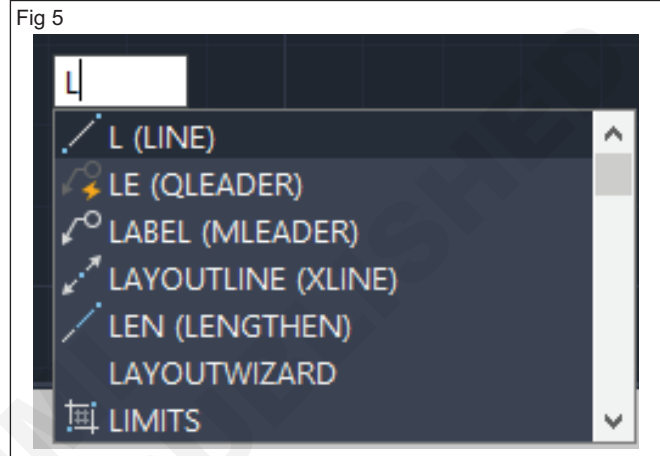 Fig 5
L
L (LINE)
LE (QLEADER)
LABEL (MLEADER)
LAYOUTLINE (XLINE)
LEN (LENGTHEN)
LAYOUTWIZARD
LIMITS